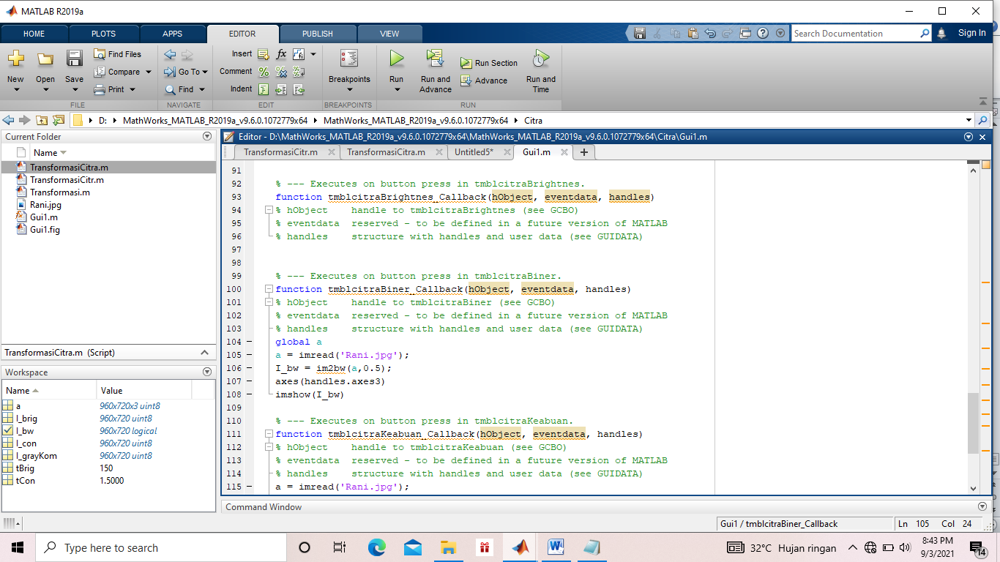 MATLAB R2019a
HOME PLOTS APPS EDITOR PUBLISH VIEW Search Documentation Sign In
New Open Save Find Files Compare Print Go To Find Insert fx Comment Indent Breakpoints Run Run and Advance Run Section Advance Run and Time
FILE NAVIGATE EDIT BREAKPOINTS RUN
D: MathWorks_MATLAB_R2019a_v9.6.0.1072779x64 MathWorks_MATLAB_R2019a_v9.6.0.1072779x64 Citra
Current Folder
Name
TransformasiCitra.m
TransformasiCitr.m
Transformasi.m
Rani.jpg
Gui1.m
Gui1.fig
TransformasiCitra.m (Script)
Workspace
Name Value
a 960x720x3 uint8
I_brig 960x720 uint8
I_bw 960x720 logical
I_con 960x720 uint8
I_grayKom 960x720 uint8
tBrig 150
tCon 1.5000
Editor - D:\MathWorks_MATLAB_R2019a_v9.6.0.1072779x64\MathWorks_MATLAB_R2019a_v9.6.0.1072779x64\Citra\Gui1.m
TransformasiCitr.m TransformasiCitra.m Untitled5* Gui1.m
91
92 % --- Executes on button press in tmblcitraBrightnes.
93 function tmblcitraBrightnes_Callback(hObject, eventdata, handles)
94 % hObject    handle to tmblcitraBrightnes (see GCBO)
95 % eventdata  reserved - to be defined in a future version of MATLAB
96 % handles    structure with handles and user data (see GUIDATA)
97
98
99 % --- Executes on button press in tmblcitraBiner.
100 function tmblcitraBiner_Callback(hObject, eventdata, handles)
101 % hObject    handle to tmblcitraBiner (see GCBO)
102 % eventdata  reserved - to be defined in a future version of MATLAB
103 % handles    structure with handles and user data (see GUIDATA)
104 – global a
105 – a = imread('Rani.jpg');
106 – I_bw = im2bw(a,0.5);
107 – axes(handles.axes3)
108 – imshow(I_bw)
109
110 % --- Executes on button press in tmblcitraKeabuan.
111 function tmblcitraKeabuan_Callback(hObject, eventdata, handles)
112 % hObject    handle to tmblcitraKeabuan (see GCBO)
113 % eventdata  reserved - to be defined in a future version of MATLAB
114 % handles    structure with handles and user data (see GUIDATA)
115 – a = imread('Rani.jpg');
Command Window
Gui1 / tmblcitraBiner_Callback Ln 105 Col 24
Type here to search
32°C Hujan ringan
8:43 PM
9/3/2021
14